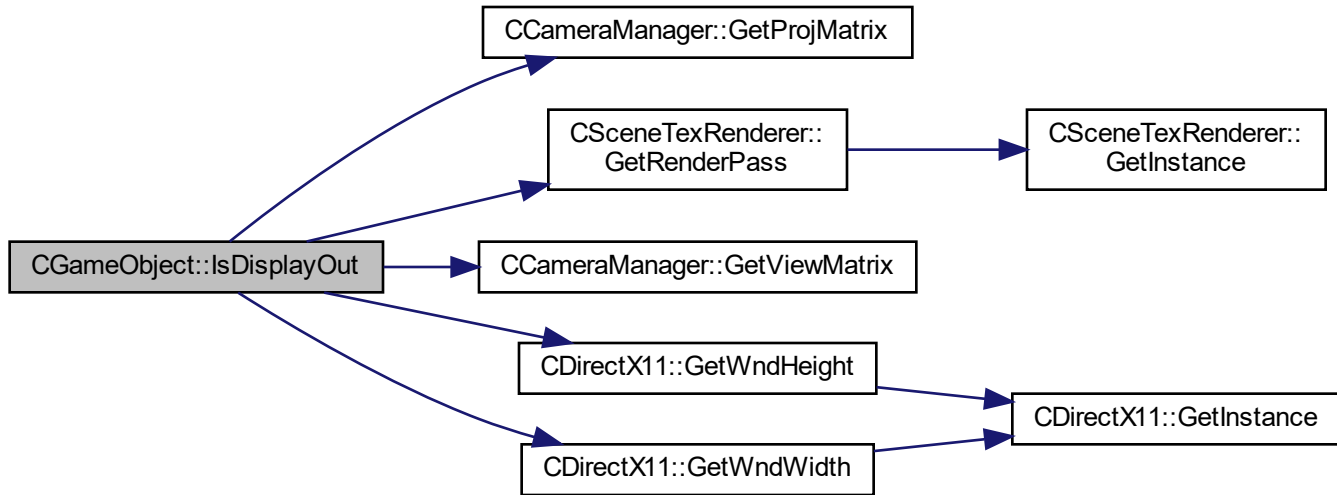 CCameraManager::GetProjMatrix
CSceneTexRenderer::
GetRenderPass
CSceneTexRenderer::
GetInstance
CGameObject::IsDisplayOut
CCameraManager::GetViewMatrix
CDirectX11::GetWndHeight
CDirectX11::GetInstance
CDirectX11::GetWndWidth